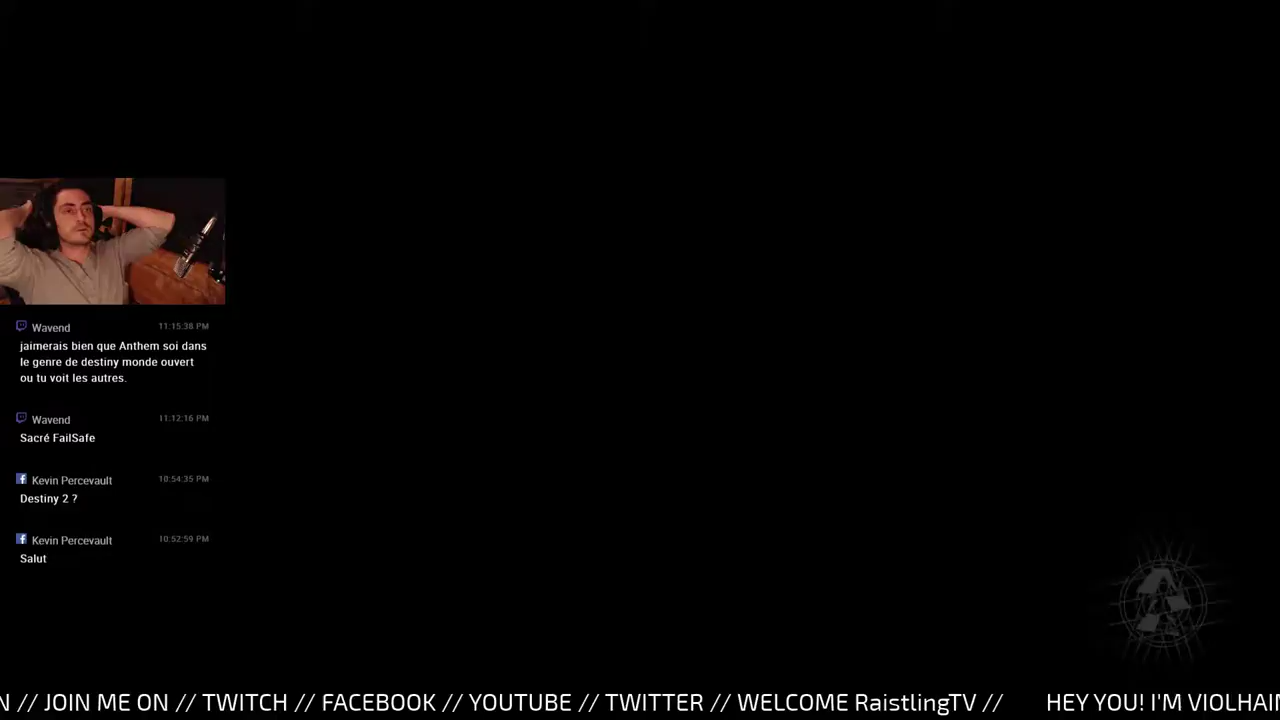 Wavend 11:15:38 PM
jaimerais bien que Anthem soi dans
le genre de destiny monde ouvert
ou tu voit les autres.
Wavend 11:12:16 PM
Sacré FailSafe
Kevin Percevault 10:54:35 PM
Destiny 2 ?
Kevin Percevault 10:52:59 PM
Salut
N // JOIN ME ON // TWITCH // FACEBOOK // YOUTUBE // TWITTER // WELCOME RaistlingTV // HEY YOU! I'M VIOLHAIN